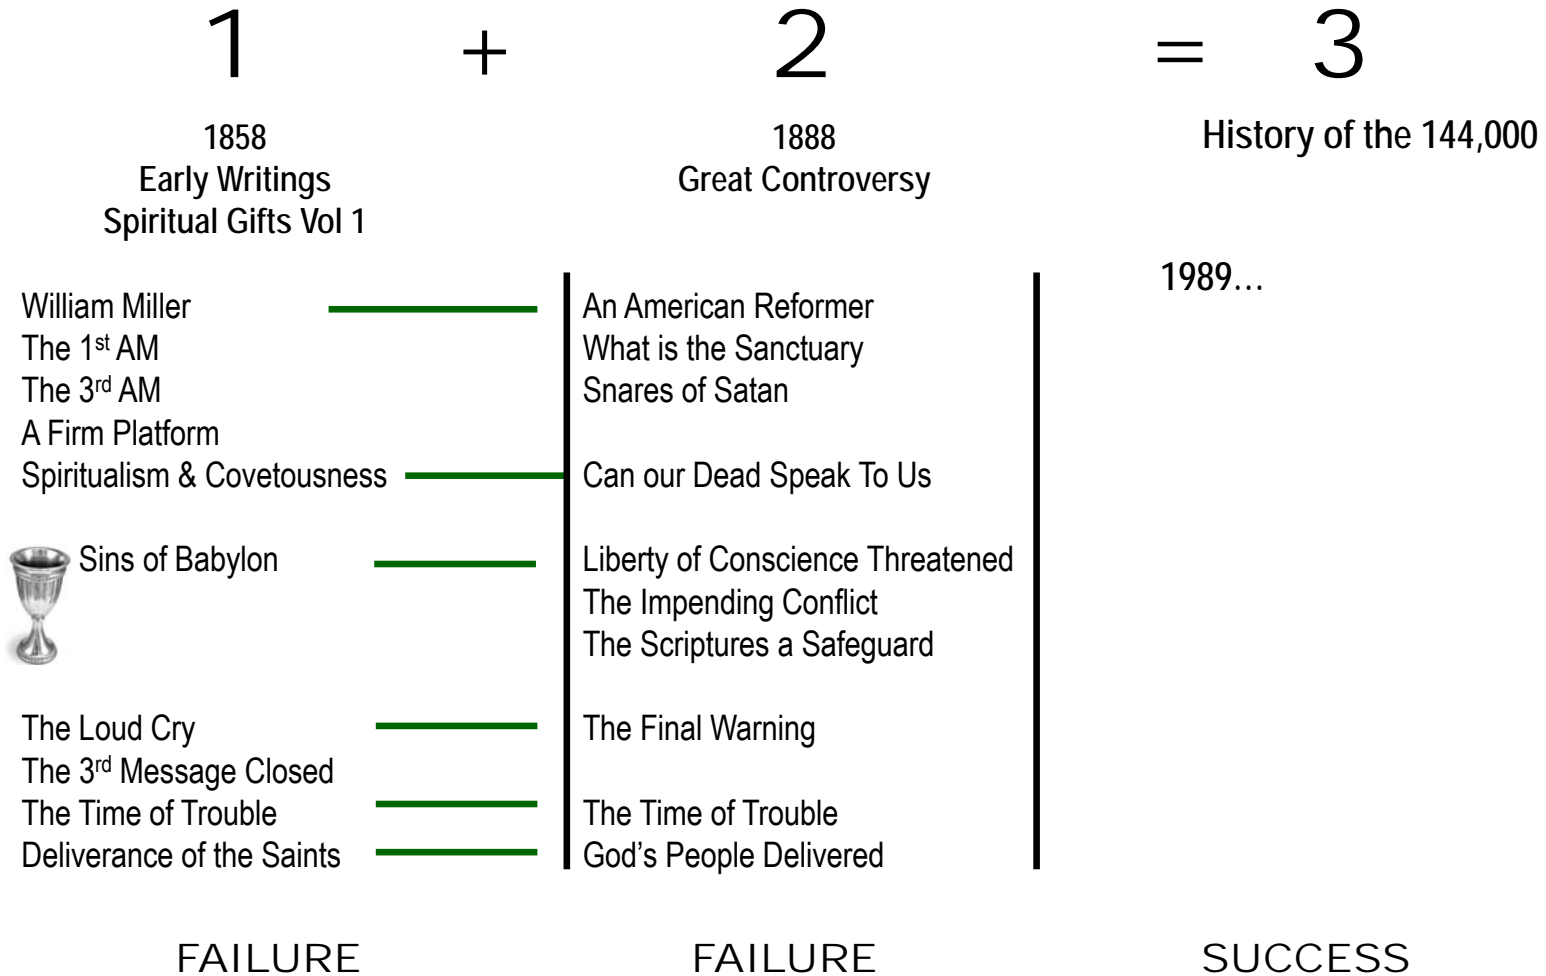 1 + 2 = 3
1858
Early Writings
Spiritual Gifts Vol 1
1888
Great Controversy
History of the 144,000
William Miller
The 1st AM
The 3rd AM
A Firm Platform
Spiritualism & Covetousness
Sins of Babylon
The Loud Cry
The 3rd Message Closed
The Time of Trouble
Deliverance of the Saints
An American Reformer
What is the Sanctuary
Snares of Satan
Can our Dead Speak To Us
Liberty of Conscience Threatened
The Impending Conflict
The Scriptures a Safeguard
The Final Warning
The Time of Trouble
God’s People Delivered
1989…
FAILURE
FAILURE
SUCCESS